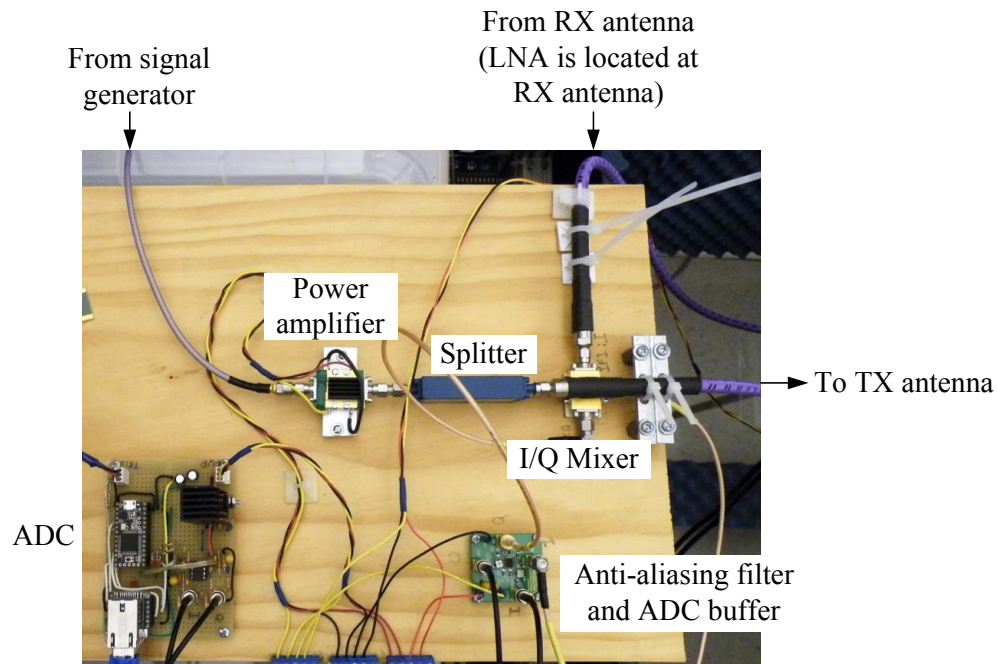 From RX antenna
(LNA is located at
RX antenna)
From signal
generator
Power
amplifier
Splitter
To TX antenna
I/Q Mixer
ADC
Anti-aliasing filter
and ADC buffer
Q
I